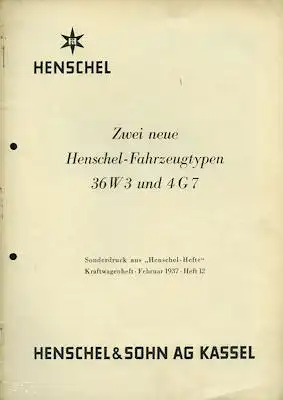 HENSCHEL
Zwei neue
Henschel-Fahrzeugtypen
36 W 3 und 4 G 7
Sonderdruck aus „Henschel-Hefte“
Kraftwagenheft · Februar 1937 · Heft 12
HENSCHEL & SOHN AG KASSEL